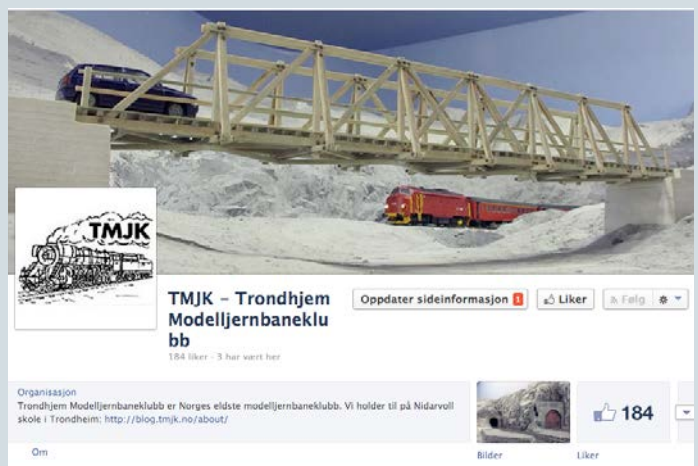 TMJK
TMJK - Trondhjem
Modelljernbaneklu
bb
184 liker · 3 har vært her
Oppdater sideinformasjon 1
Liker
Følg
Organisasjon
Trondhjem Modelljernbaneklubb er Norges eldste modelljernbaneklubb. Vi holder til på Nidarvoll
skole i Trondheim: http://blog.tmjk.no/about/
Om
Bilder
184
Liker